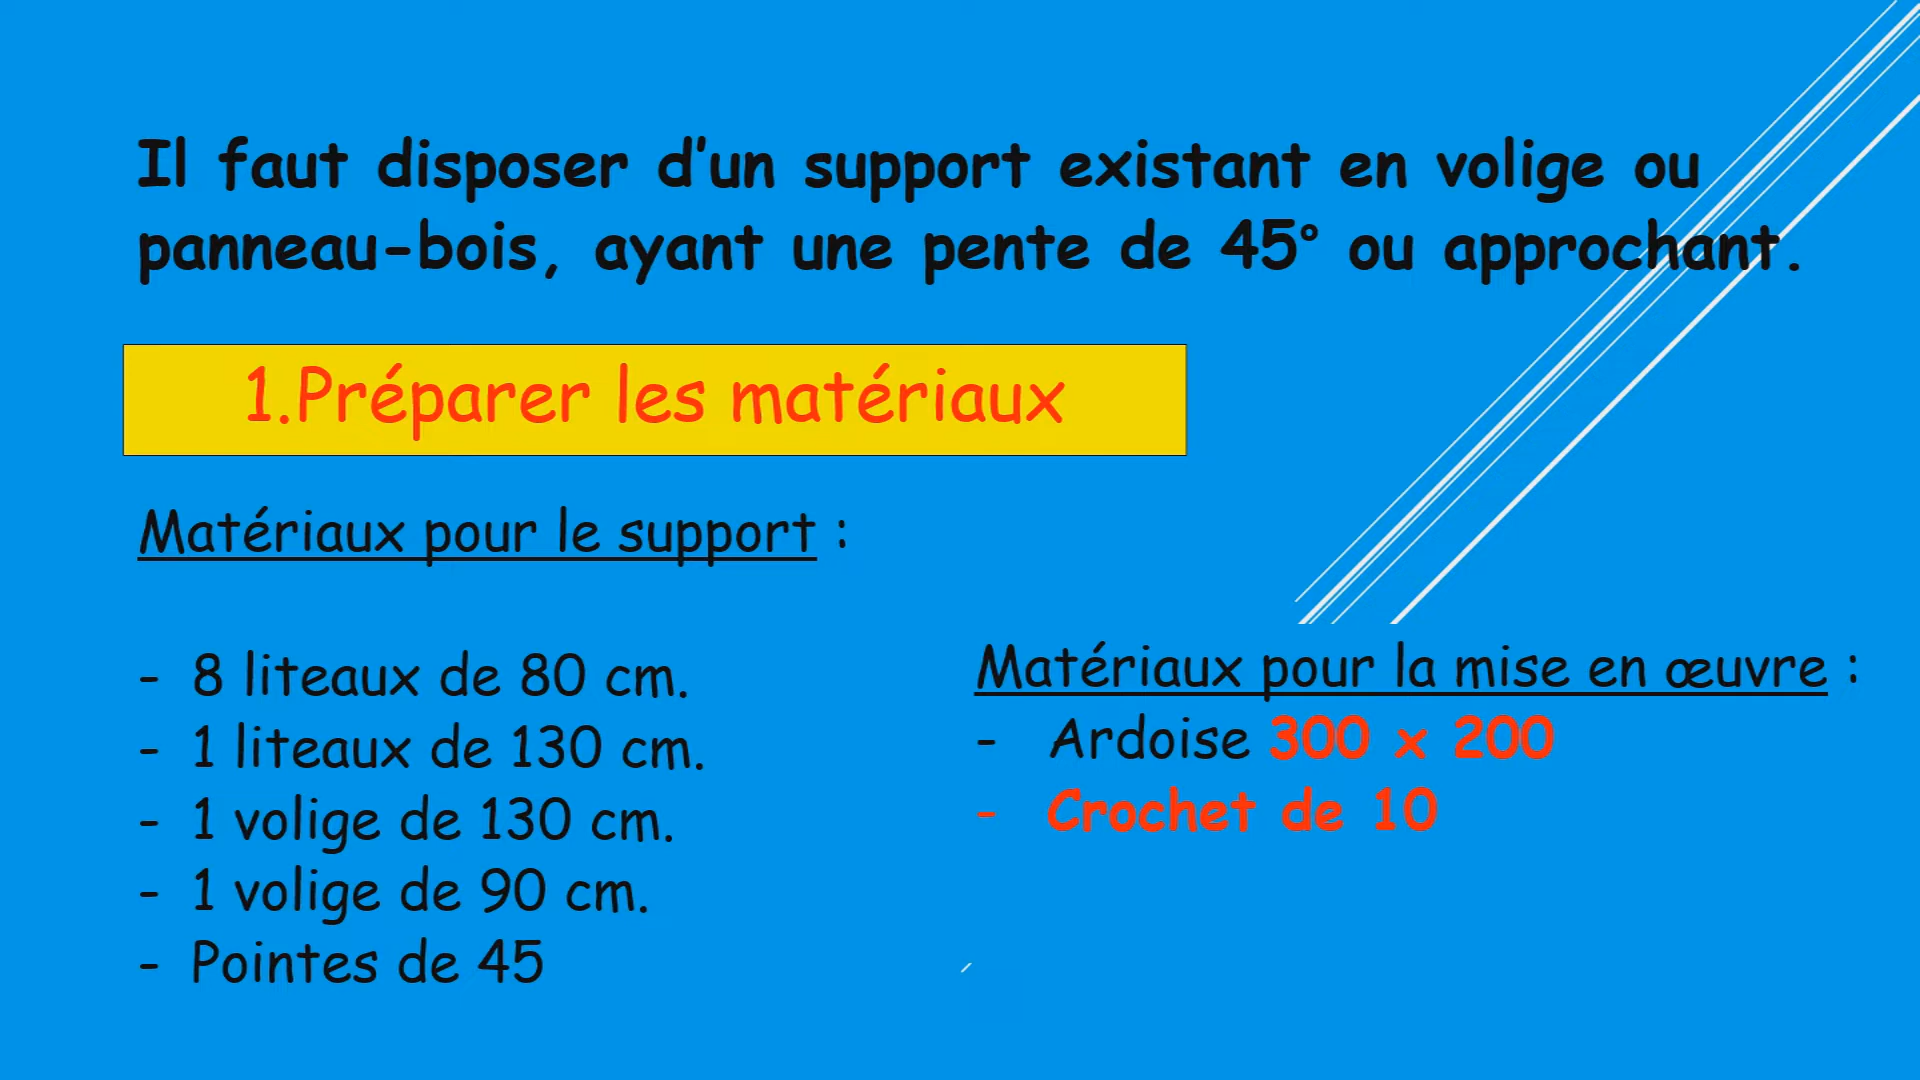 Il faut disposer d’un support existant en volige ou
panneau-bois, ayant une pente de 45° ou approchant.
1.Préparer les matériaux
Matériaux pour le support :
- 8 liteaux de 80 cm.
- 1 liteaux de 130 cm.
- 1 volige de 130 cm.
- 1 volige de 90 cm.
- Pointes de 45
Matériaux pour la mise en œuvre :
- Ardoise 300 x 200
- Crochet de 10